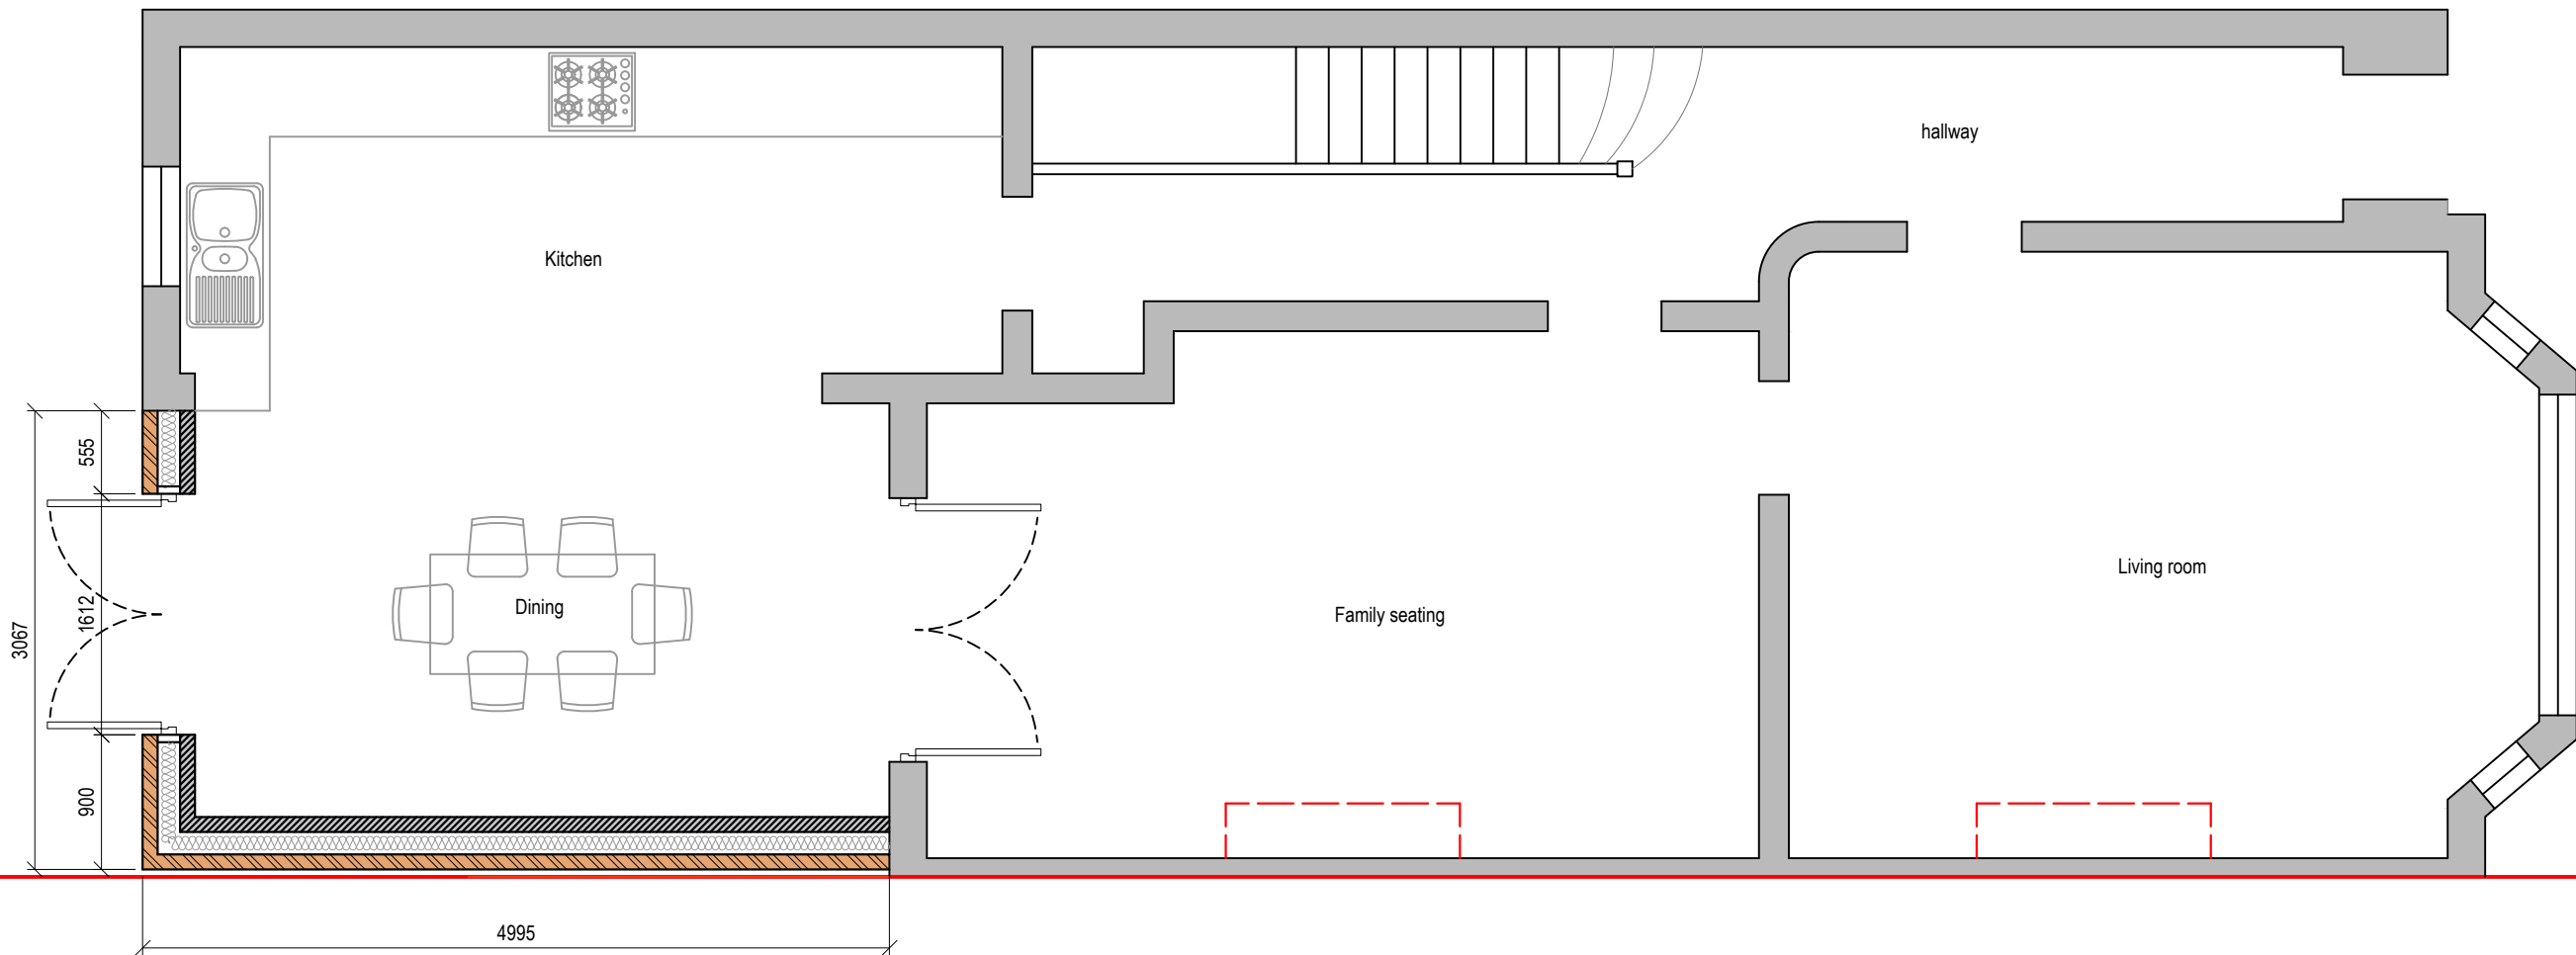 hallway
Kitchen
555
Living room
1612
Dining
Family seating
3067
900
4995